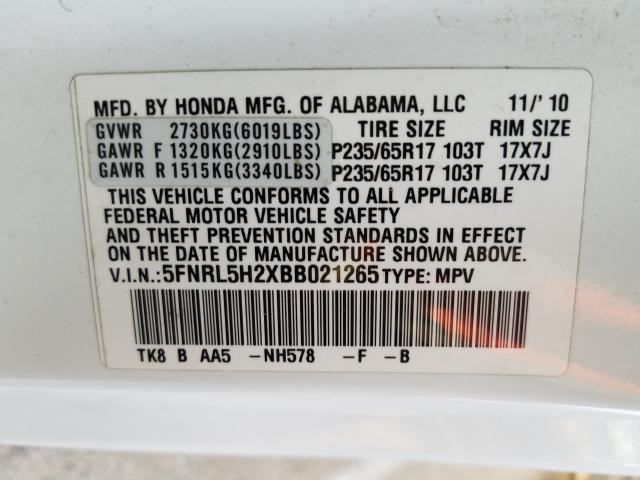 MFD. BY HONDA MFG. OF ALABAMA, LLC 11/' 10
GVWR 2730KG(6019LBS) TIRE SIZE RIM SIZE
GAWR F 1320KG(2910LBS) P235/65R17 103T 17X7J
GAWR R 1515KG(3340LBS) P235/65R17 103T 17X7J
THIS VEHICLE CONFORMS TO ALL APPLICABLE
FEDERAL MOTOR VEHICLE SAFETY
AND THEFT PREVENTION STANDARDS IN EFFECT
ON THE DATE OF MANUFACTURE SHOWN ABOVE.
V.I.N.:5FNRL5H2XBB021265 TYPE: MPV
TK8 B AA5 -NH578 -F -B